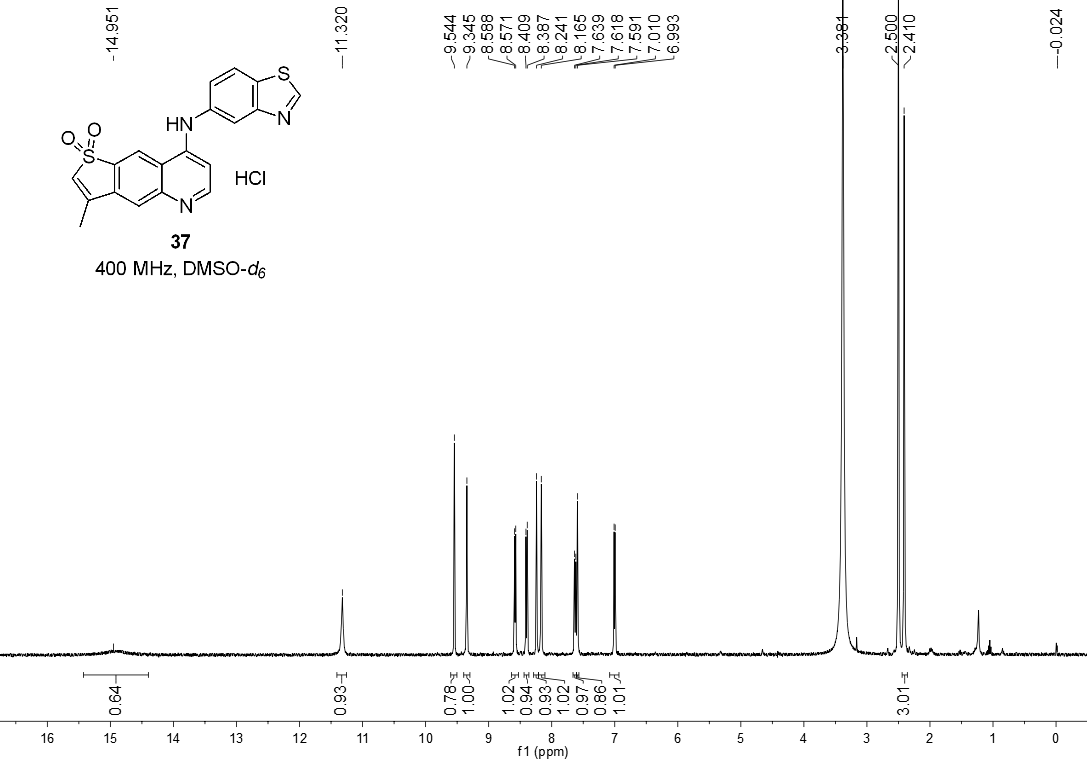 -14.951
-11.320
9.544
9.345
8.588
8.571
8.409
8.387
8.241
8.165
7.639
7.618
7.591
7.010
6.993
3.381
2.500
2.410
-0.024
S
N
HN
O
O
S
N
HCl
37
400 MHz, DMSO-d6
0.64
0.93
0.78
1.00
1.02
0.94
0.93
1.02
0.97
0.86
1.01
3.01
16 15 14 13 12 11 10 9 8 7 6 5 4 3 2 1 0
f1 (ppm)